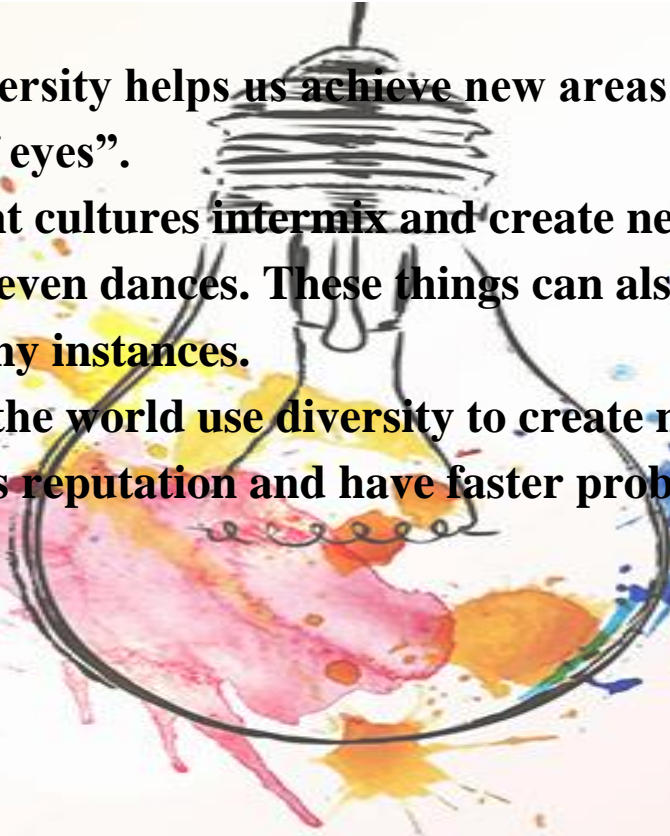 ersity helps us achieve new areas
eyes”.
nt cultures intermix and create ne
even dances. These things can als
ny instances.
the world use diversity to create n
s reputation and have faster prob